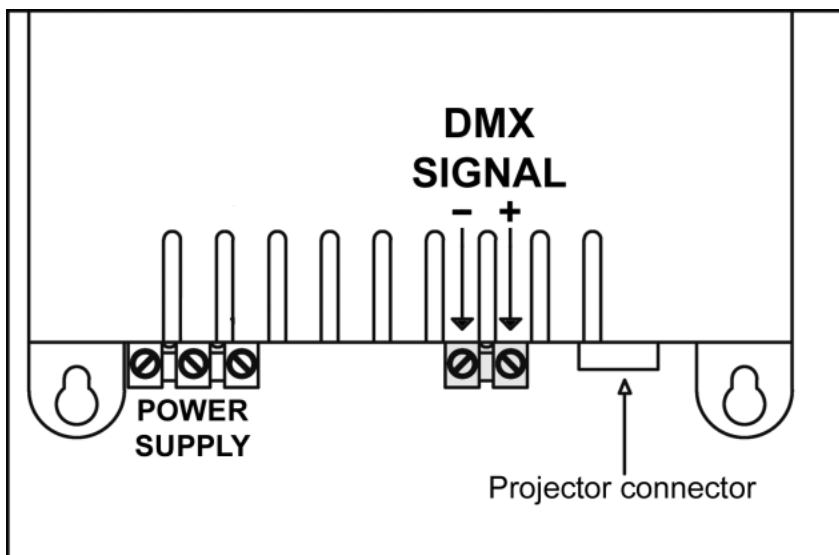 DMX
SIGNAL
- +
POWER
SUPPLY
Projector connector